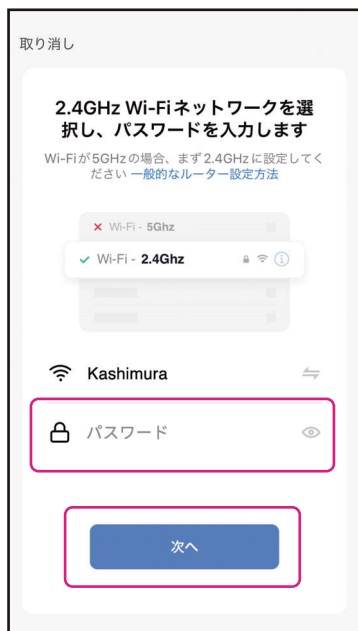 取り消し
2.4GHz Wi-Fiネットワークを選
択し、パスワードを入力します
Wi-Fiが5GHzの場合、まず2.4GHzに設定してく
ださい 一般的なルーター設定方法
Wi-Fi - 5Ghz
Wi-Fi - 2.4Ghz
Kashimura
パスワード
次へ